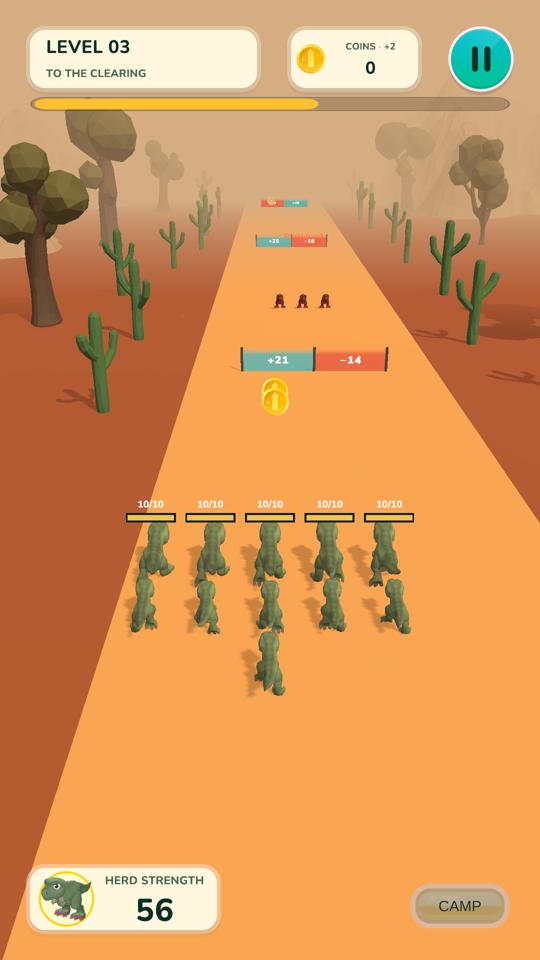 LEVEL 03
TO THE CLEARING
COINS · +2
0
+21
−14
10/10
10/10
10/10
10/10
10/10
HERD STRENGTH
56
CAMP